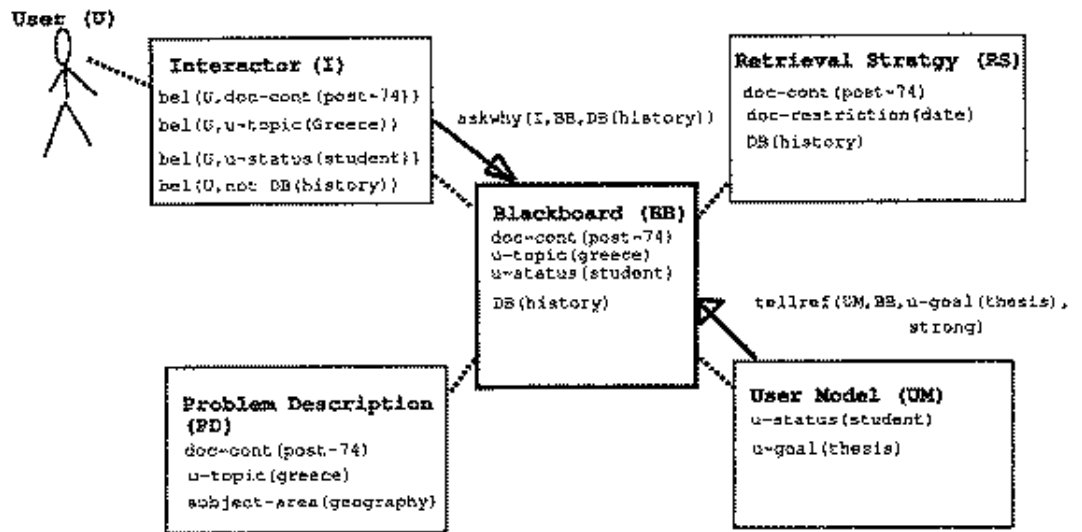 User (U)
Interactor (I)
bel(U,doc-cont(post-74))
bel(U,u-topic(Greece))
bel(U,u-status(student))
bel(U,not DB(history))
askwhy(I,BB,DB(history))
Retrieval Stratgy (RS)
doc-cont(post-74)
doc-restriction(date)
DB(history)
Blackboard (BB)
doc-cont(post-74)
u-topic(greece)
u-status(student)
DB(history)
tellref(UM,BB,u-goal(thesis),
strong)
Problem Description
(PD)
doc-cont(post-74)
u-topic(greece)
subject-area(geography)
User Model (UM)
u-status(student)
u-goal(thesis)